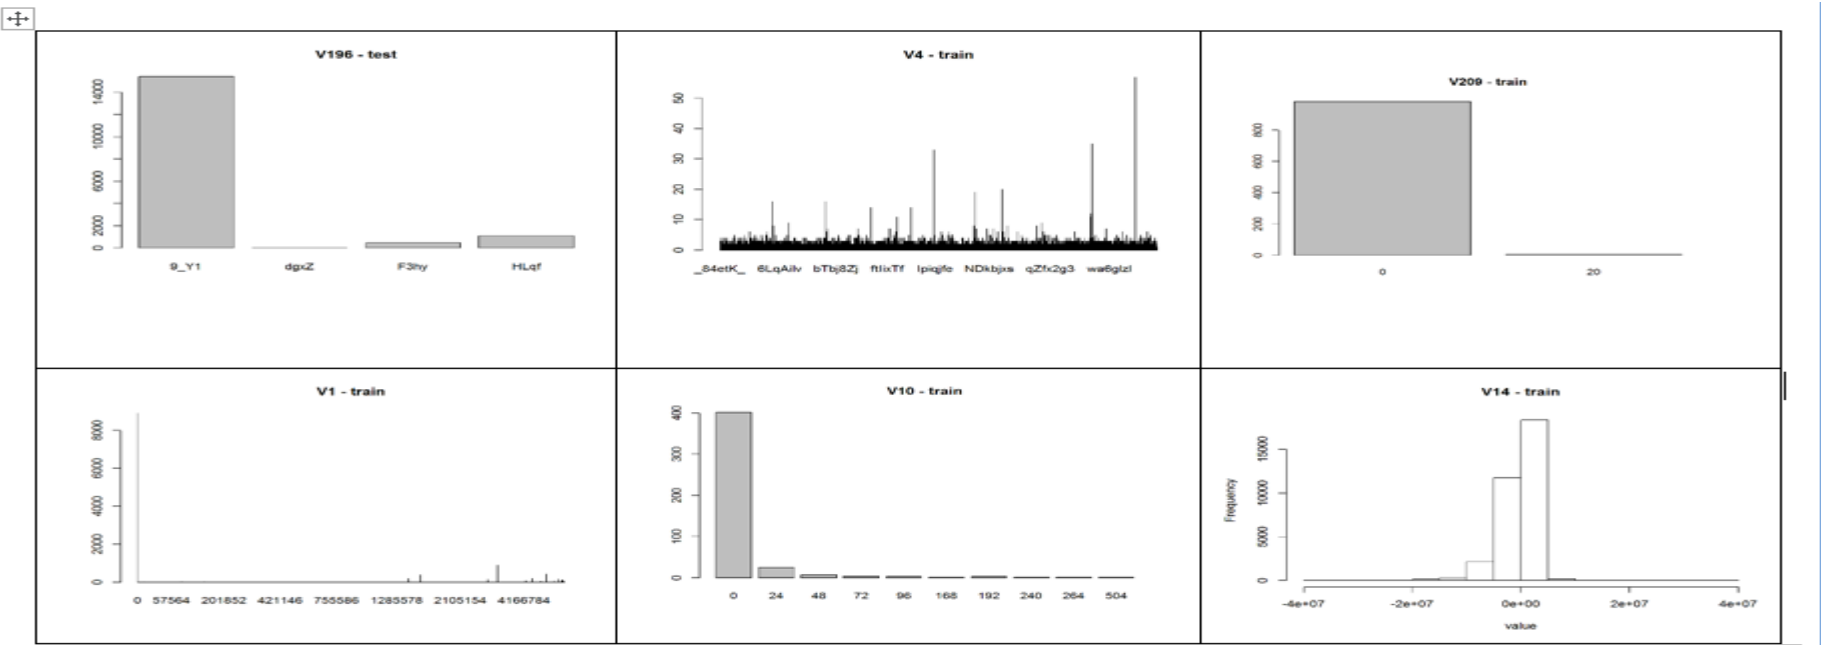 V196 - test
14000
10000
6000
2000
0
9_Y1 dgxZ F3hy HLqf
V4 - train
50
40
30
20
10
0
_84etK_ 6LqAilv bTbj8Zj ftlixTf lpiqjfe NDkbjxs qZfx2g3 wa6glzl
V209 - train
800
600
400
200
0
0 20
V1 - train
8000
6000
4000
2000
0
0 57564 201852 421146 755586 1285578 2105154 4166784
V10 - train
400
300
200
100
0
0 24 48 72 96 168 192 240 264 504
V14 - train
Frequency
15000
10000
5000
0
-4e+07 -2e+07 0e+00 2e+07 4e+07
value